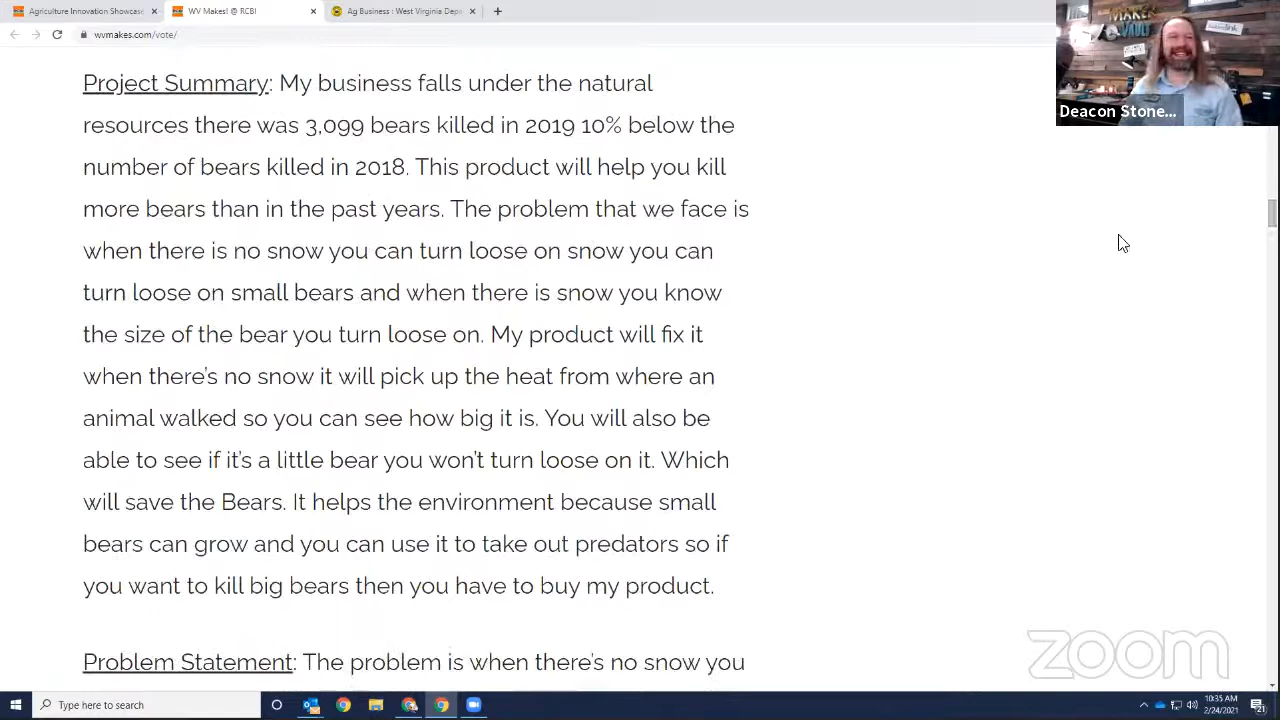 Agriculture Innovation Showcase
WV Makes! @ RCBI
Ag Business : West Virginia Depa
wvmakes.com/vote/
MAKER
VAULT
Deacon Stone...
Project Summary: My business falls under the natural
resources there was 3,099 bears killed in 2019 10% below the
number of bears killed in 2018. This product will help you kill
more bears than in the past years. The problem that we face is
when there is no snow you can turn loose on snow you can
turn loose on small bears and when there is snow you know
the size of the bear you turn loose on. My product will fix it
when there's no snow it will pick up the heat from where an
animal walked so you can see how big it is. You will also be
able to see if it's a little bear you won't turn loose on it. Which
will save the Bears. It helps the environment because small
bears can grow and you can use it to take out predators so if
you want to kill big bears then you have to buy my product.
Problem Statement: The problem is when there's no snow you
zoom
Type here to search
10:35 AM
2/24/2021
21